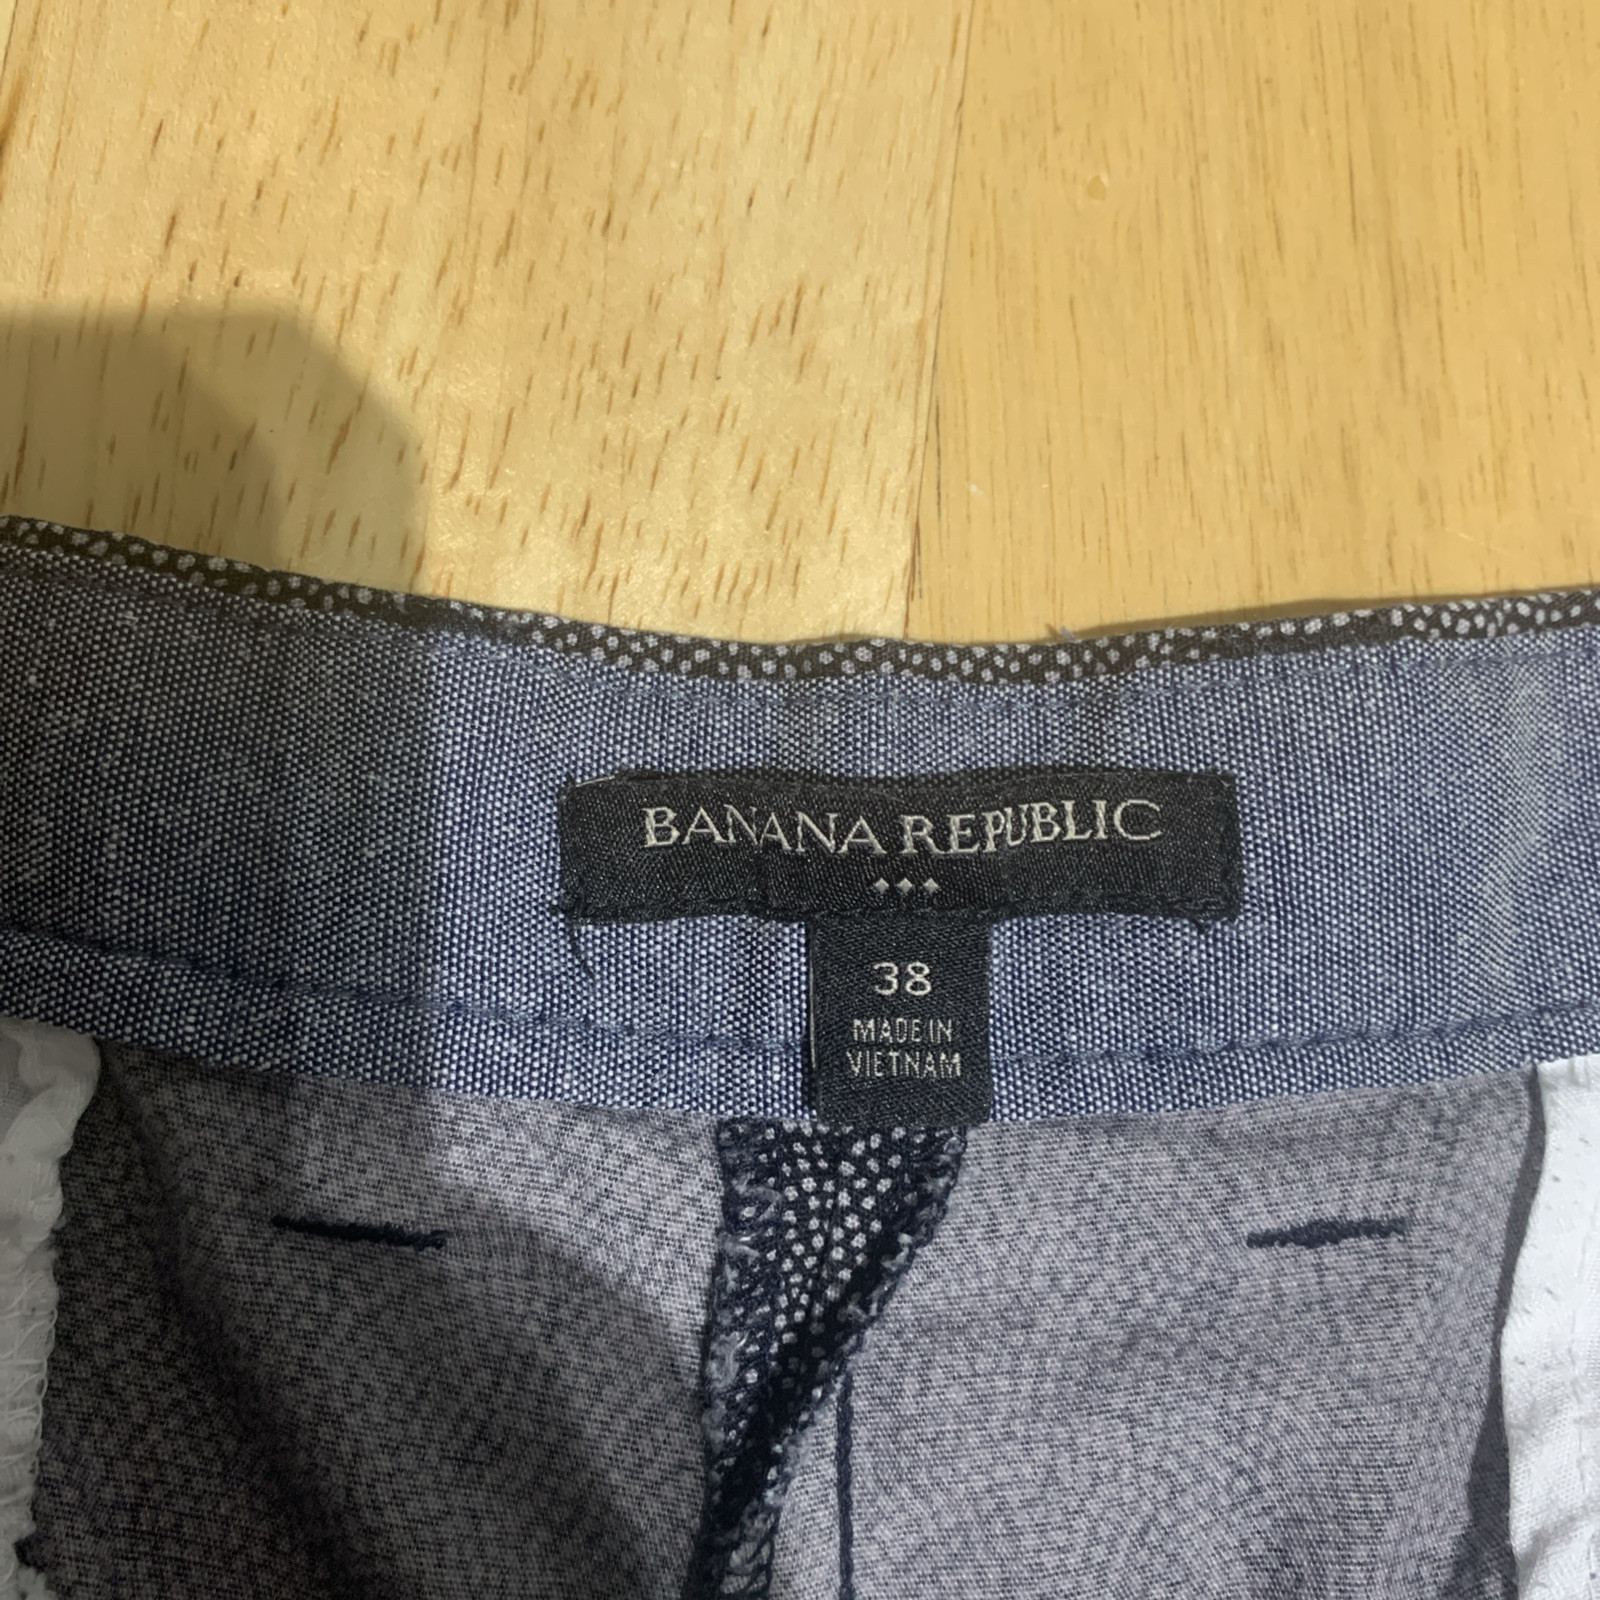 BANANA REPUBLIC
38
MADE IN
VIETNAM